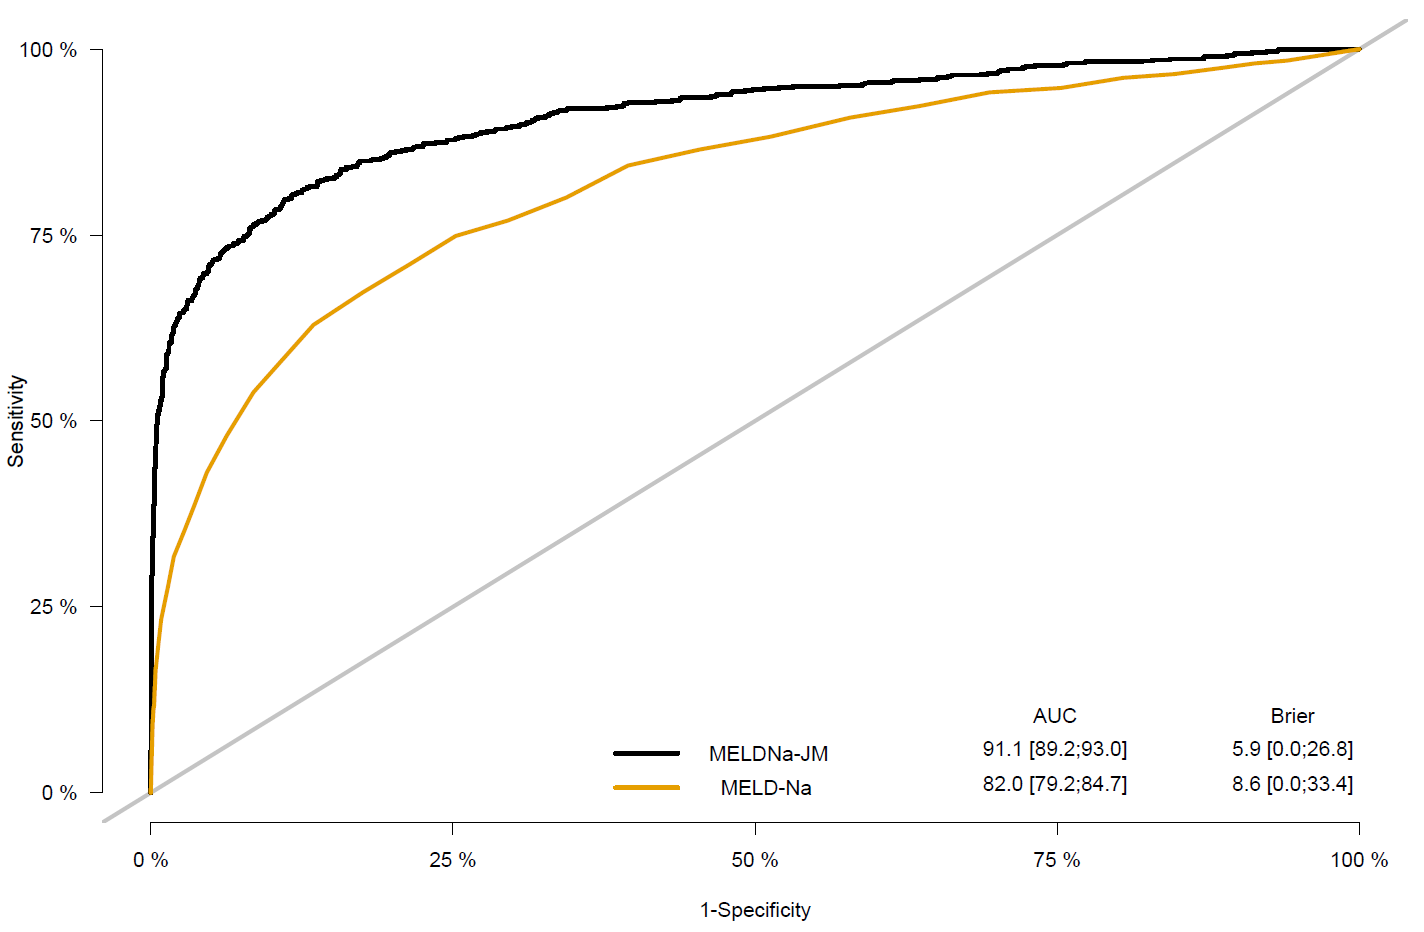 100 %
75 %
50 %
25 %
0 %
Sensitivity
AUC Brier
MELDNa-JM 91.1 [89.2;93.0] 5.9 [0.0;26.8]
MELD-Na 82.0 [79.2;84.7] 8.6 [0.0;33.4]
0 % 25 % 50 % 75 % 100 %
1-Specificity